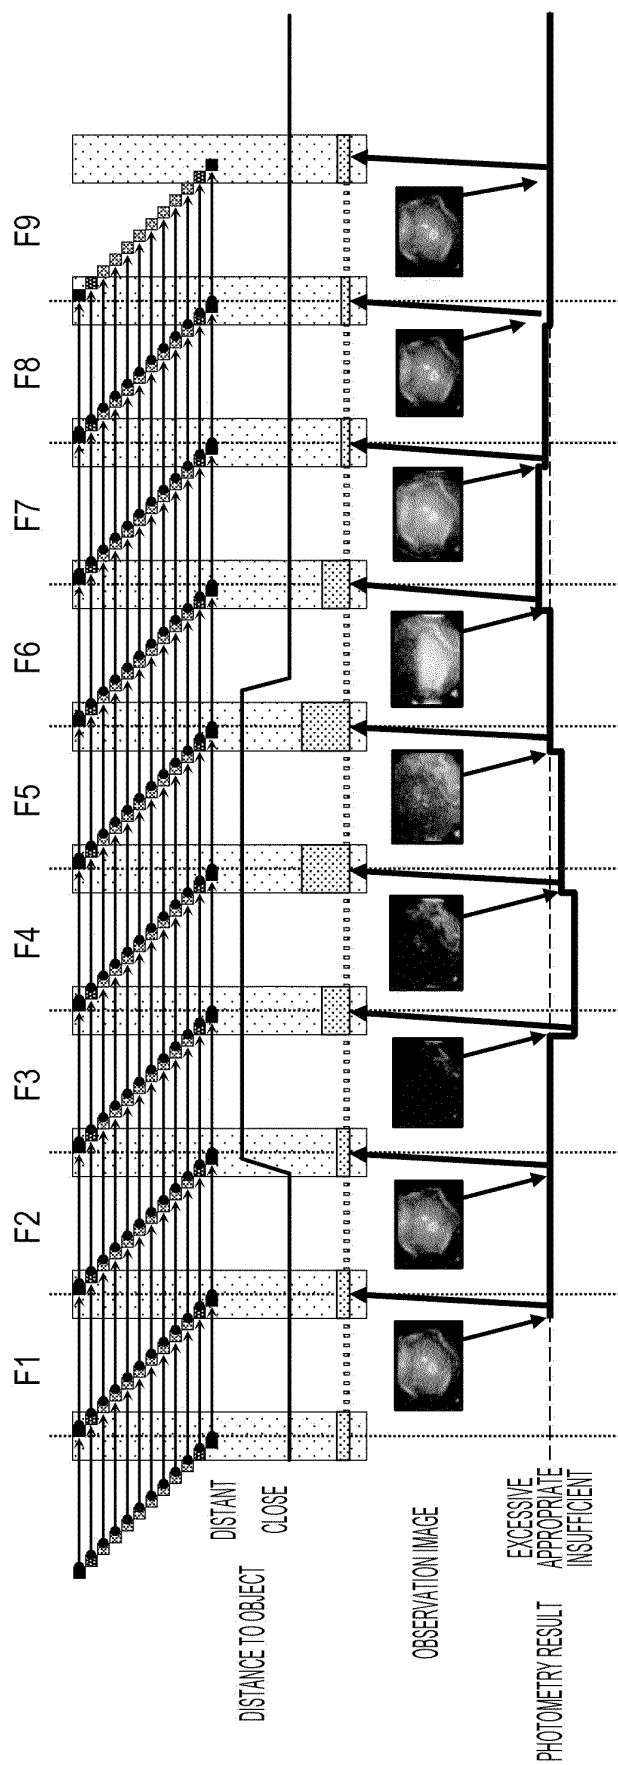 F1 F2 F3 F4 F5 F6 F7 F8 F9
DISTANCE TO OBJECT
DISTANT
CLOSE
OBSERVATION IMAGE
PHOTOMETRY RESULT
EXCESSIVE
APPROPRIATE
INSUFFICIENT